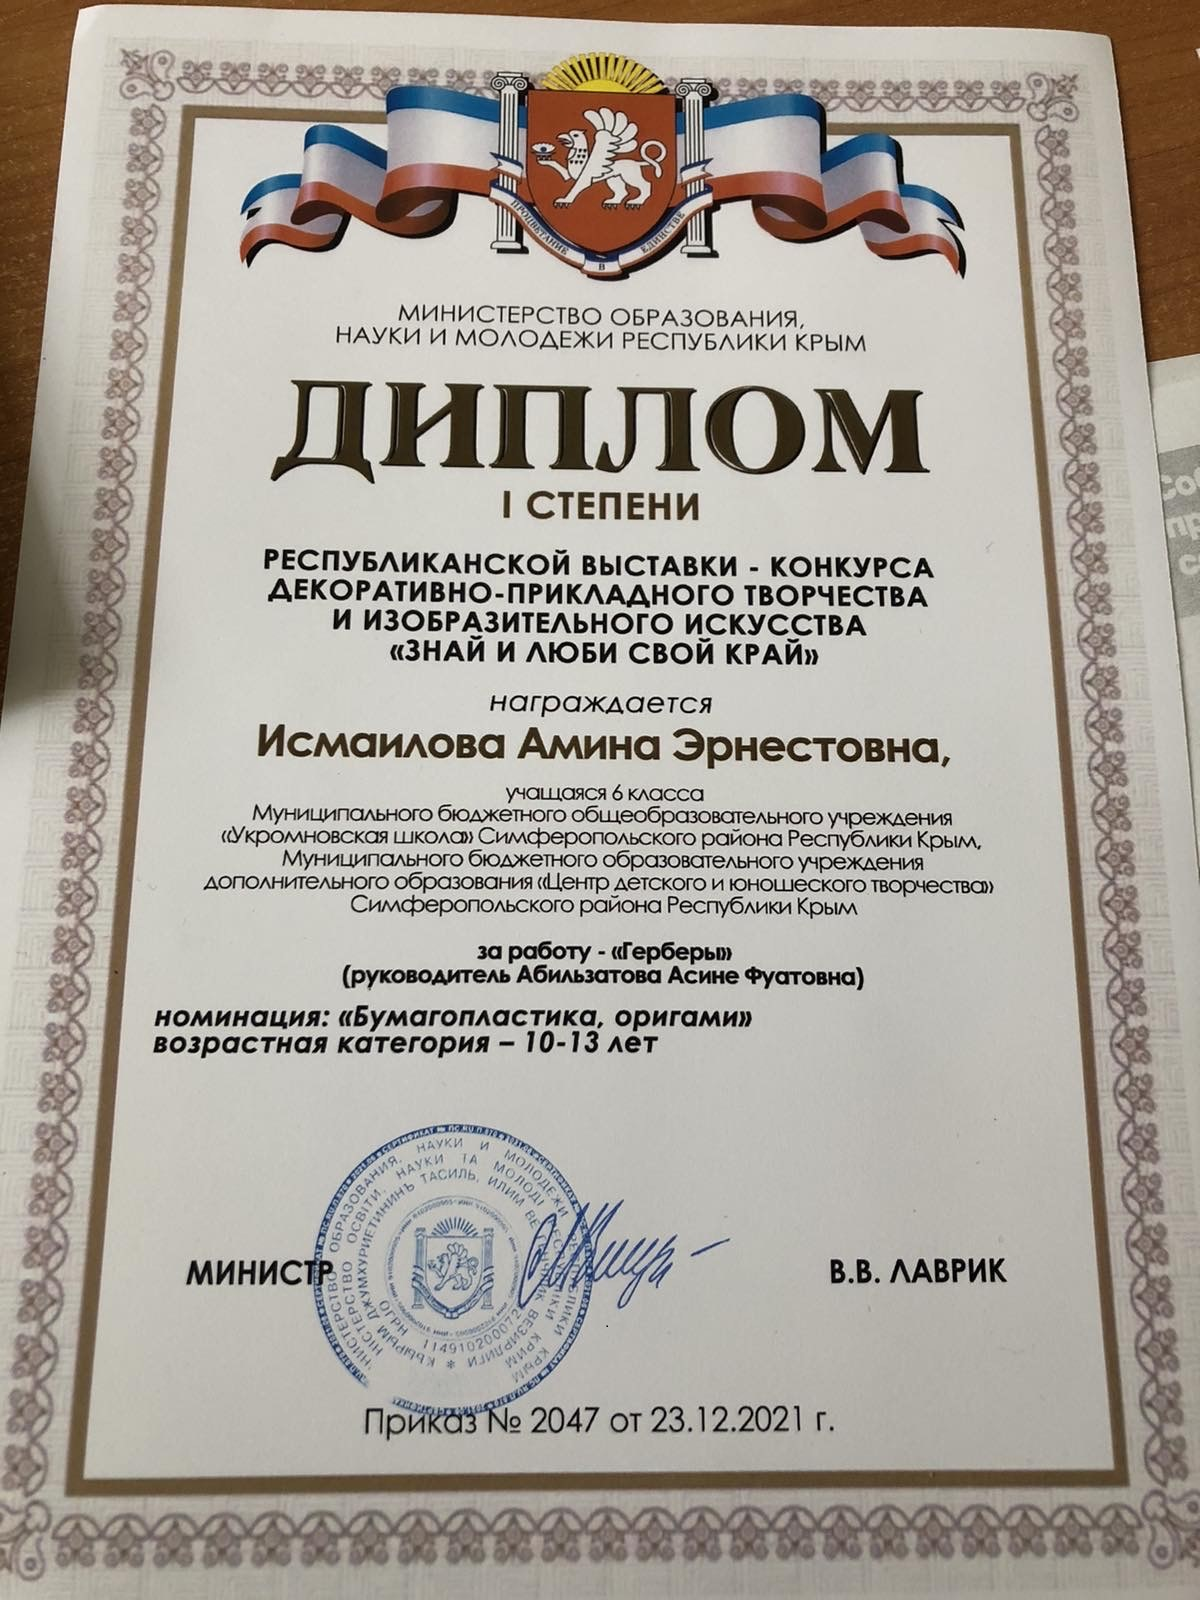 ПРОЦВЕТАНИЕ В ЕДИНСТВЕ
МИНИСТЕРСТВО ОБРАЗОВАНИЯ,
НАУКИ И МОЛОДЕЖИ РЕСПУБЛИКИ КРЫМ
ДИПЛОМ
I СТЕПЕНИ
РЕСПУБЛИКАНСКОЙ ВЫСТАВКИ - КОНКУРСА
ДЕКОРАТИВНО-ПРИКЛАДНОГО ТВОРЧЕСТВА
И ИЗОБРАЗИТЕЛЬНОГО ИСКУССТВА
«ЗНАЙ И ЛЮБИ СВОЙ КРАЙ»
награждается
Исмаилова Амина Эрнестовна,
учащаяся 6 класса
Муниципального бюджетного общеобразовательного учреждения
«Укромновская школа» Симферопольского района Республики Крым,
Муниципального бюджетного образовательного учреждения
дополнительного образования «Центр детского и юношеского творчества»
Симферопольского района Республики Крым
за работу - «Герберы»
(руководитель Абильзатова Асине Фуатовна)
номинация: «Бумагопластика, оригами»
возрастная категория – 10-13 лет
МИНИСТР
В.В. ЛАВРИК
Приказ № 2047 от 23.12.2021 г.